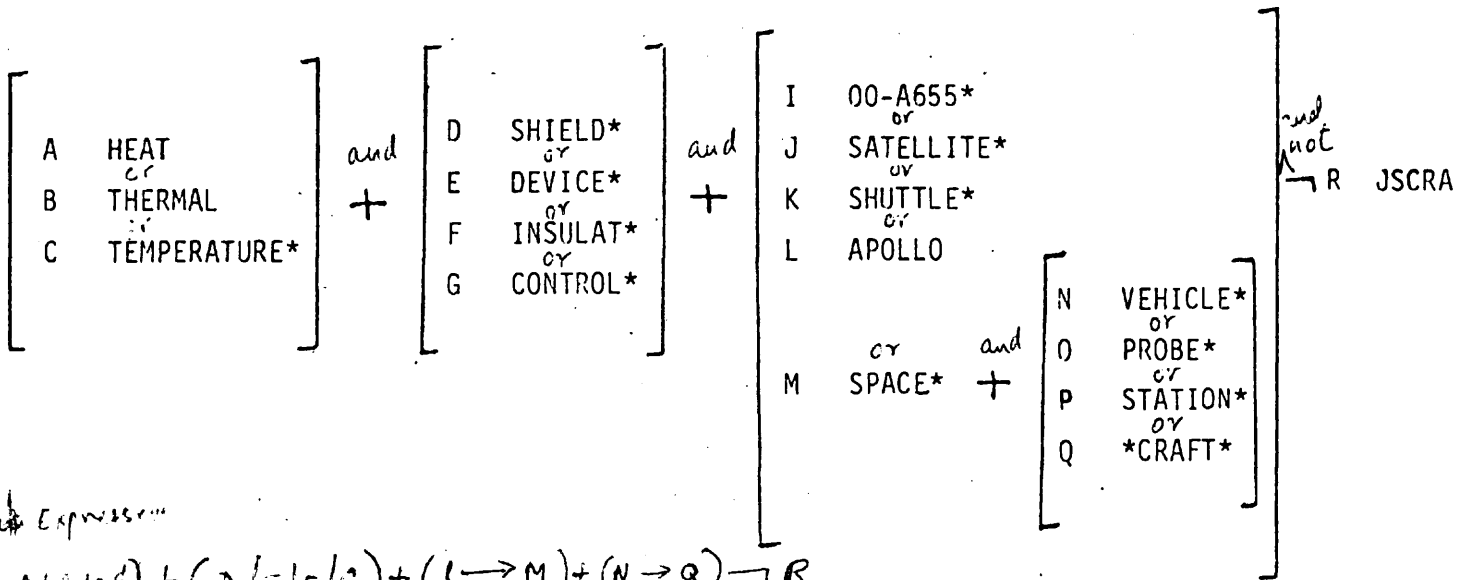 A HEAT
or
B THERMAL
or
C TEMPERATURE*
and
+
D SHIELD*
or
E DEVICE*
or
F INSULAT*
or
G CONTROL*
and
+
I 00-A655*
or
J SATELLITE*
or
K SHUTTLE*
or
L APOLLO
or
M SPACE*
and
+
N VEHICLE*
or
O PROBE*
or
P STATION*
or
Q *CRAFT*
and
not
¬ R JSCRA
+ (I → M) + (N → Q) ¬ R